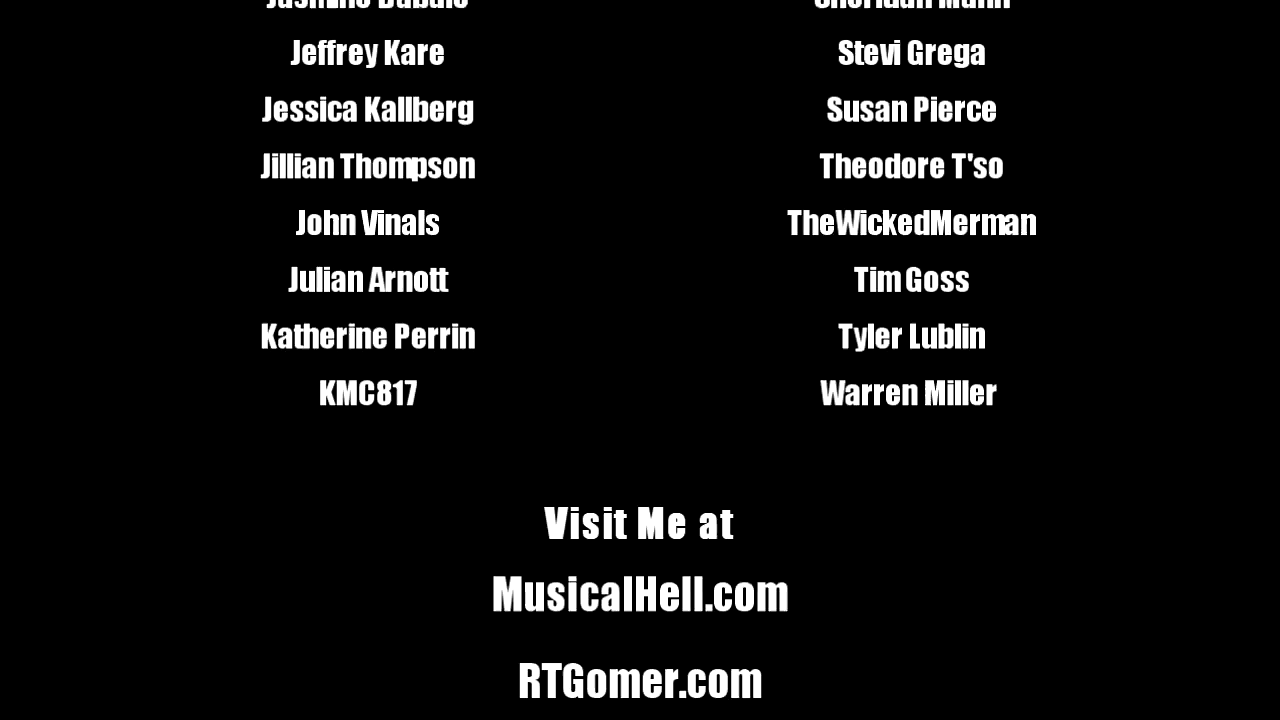 Jeffrey Kare
Jessica Kallberg
Jillian Thompson
John Vinals
Julian Arnott
Katherine Perrin
KMC817
Stevi Grega
Susan Pierce
Theodore T'so
TheWickedMerman
Tim Goss
Tyler Lublin
Warren Miller
Visit Me at
MusicalHell.com
RTGomer.com